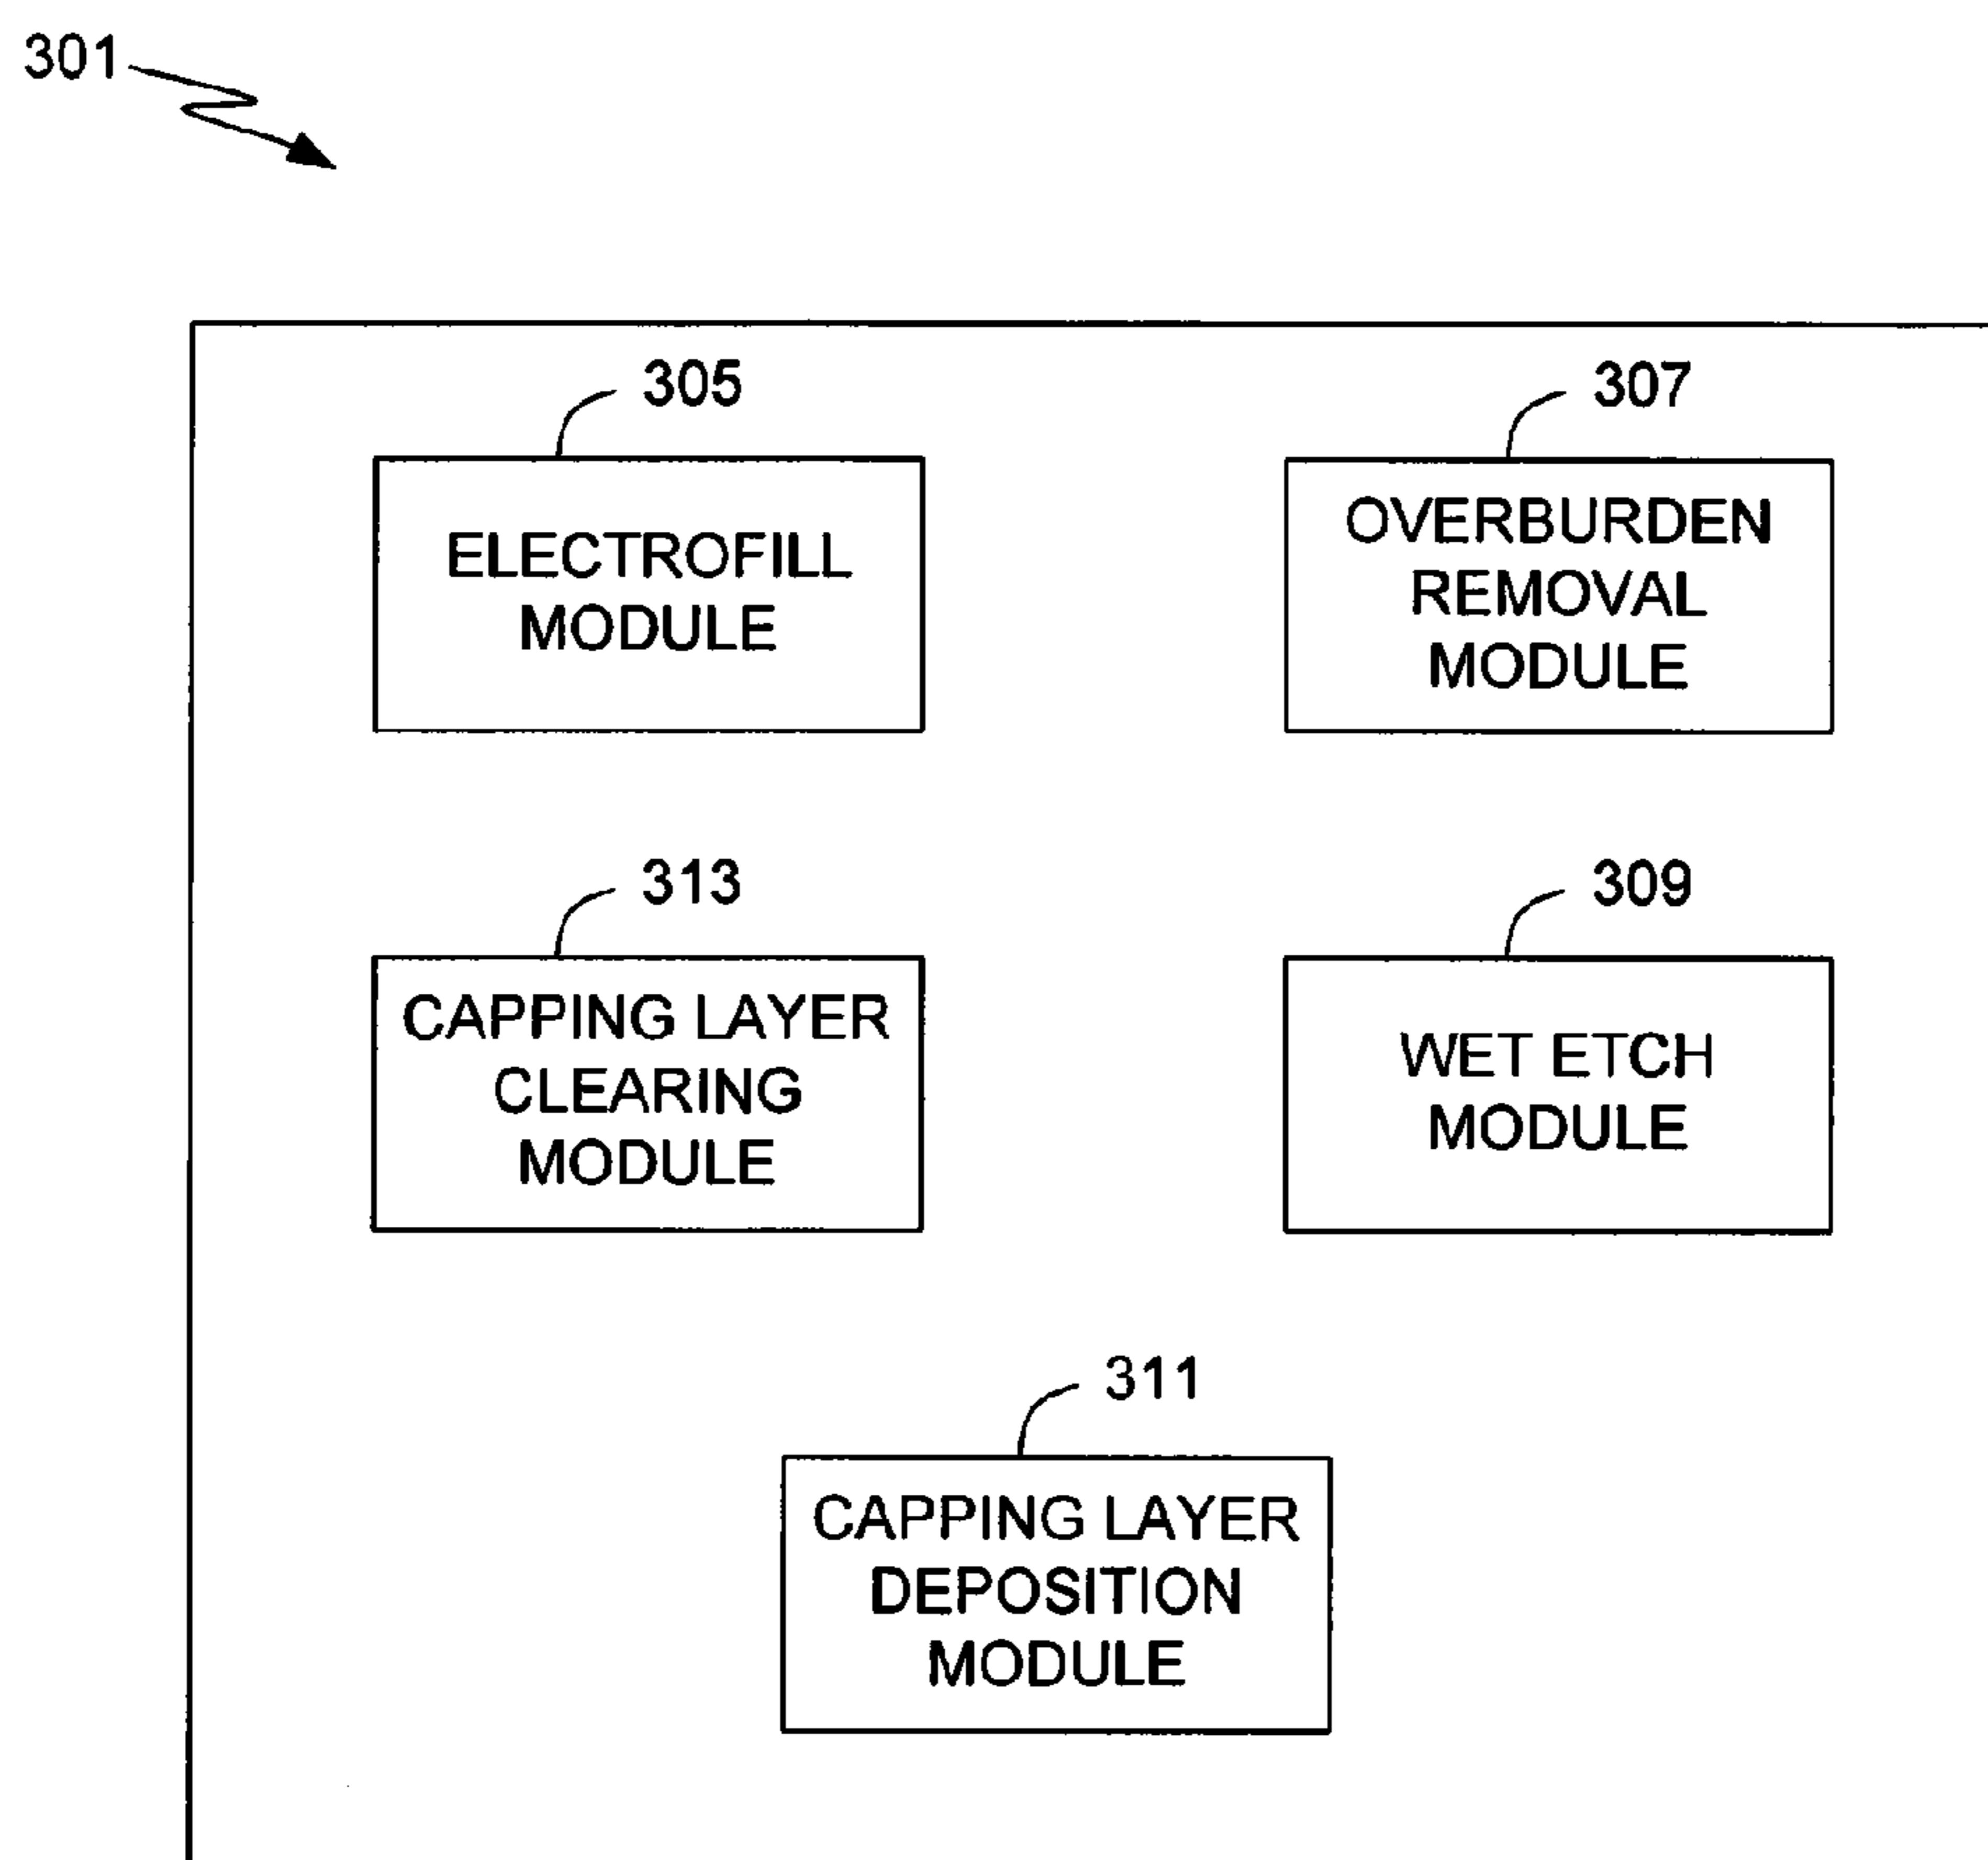 301
305
307
ELECTROFILL
MODULE
OVERBURDEN
REMOVAL
MODULE
313
309
CAPPING LAYER
CLEARING
MODULE
WET ETCH
MODULE
311
CAPPING LAYER
DEPOSITION
MODULE